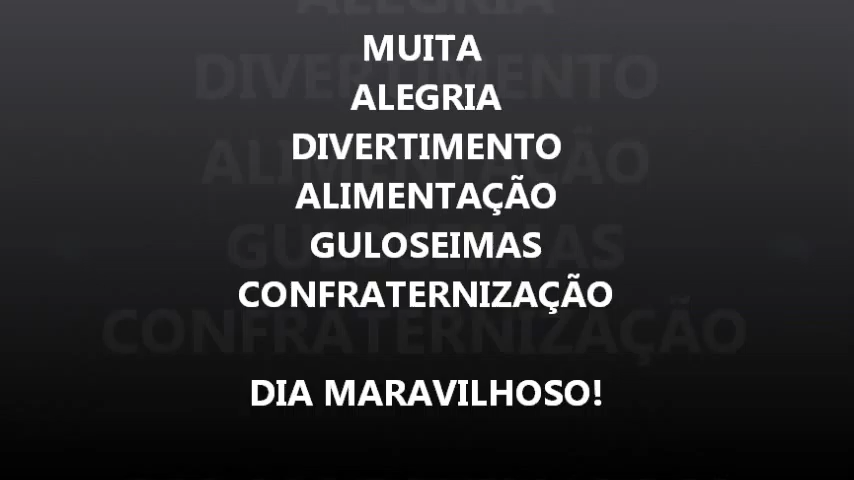 MUITA
ALEGRIA
DIVERTIMENTO
ALIMENTAÇÃO
GULOSEIMAS
CONFRATERNIZAÇÃO
DIA MARAVILHOSO!